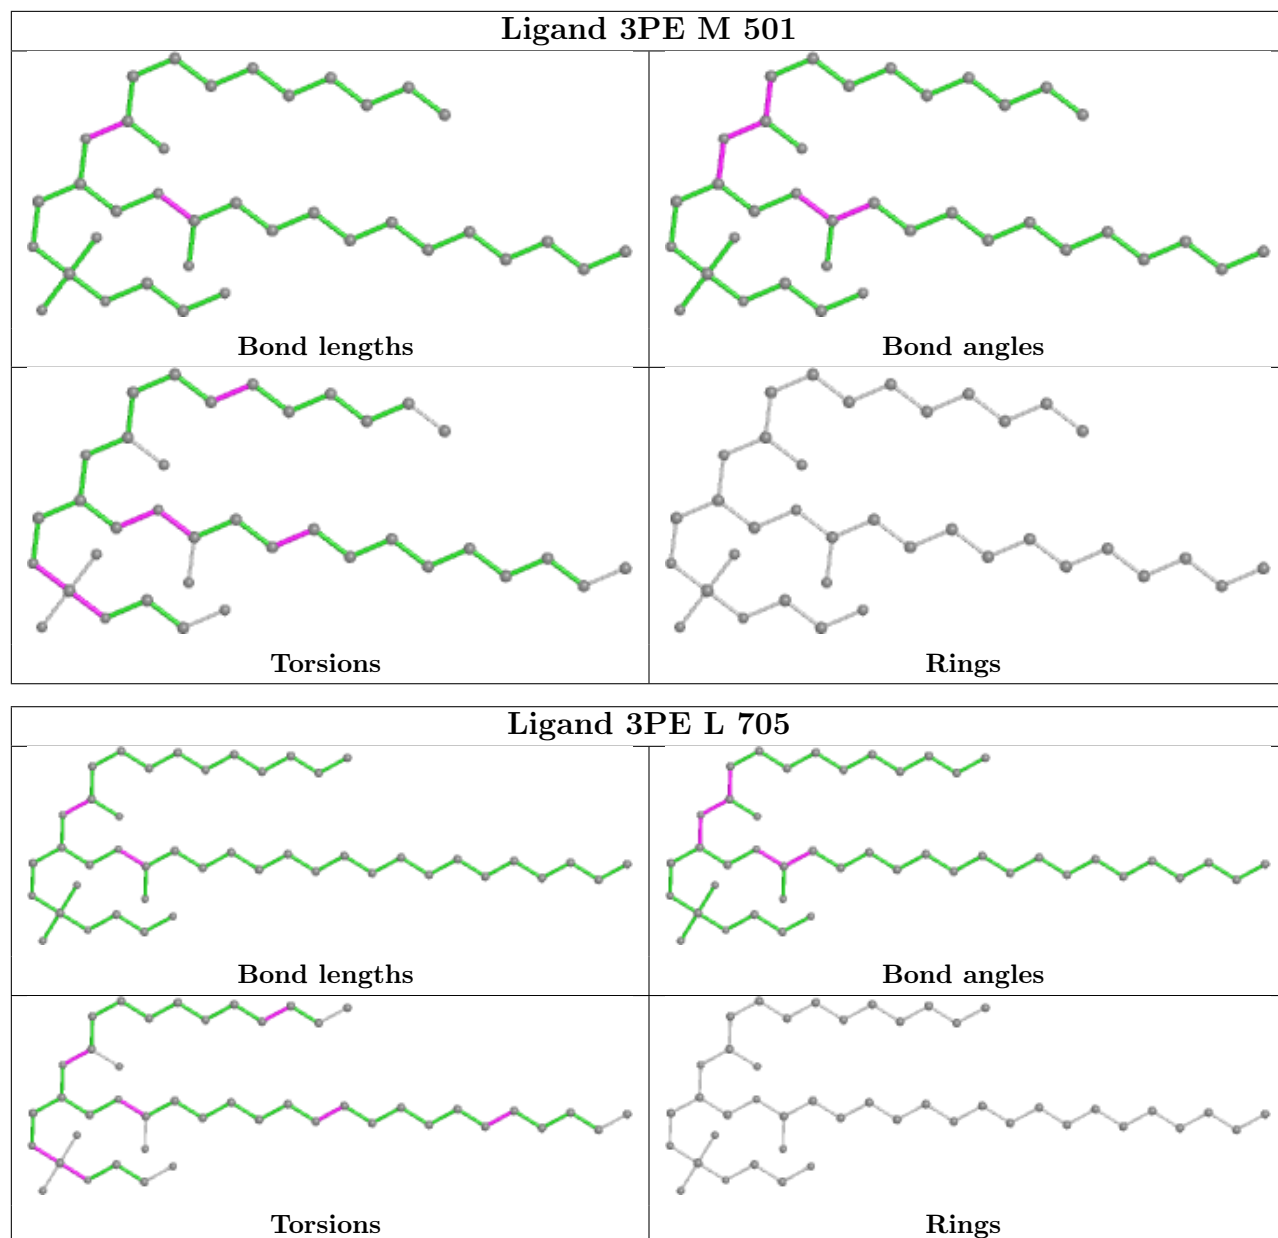 Ligand 3PE M 501
Bond lengths
Bond angles
Torsions
Rings
Ligand 3PE L 705
Bond lengths
Bond angles
Torsions
Rings